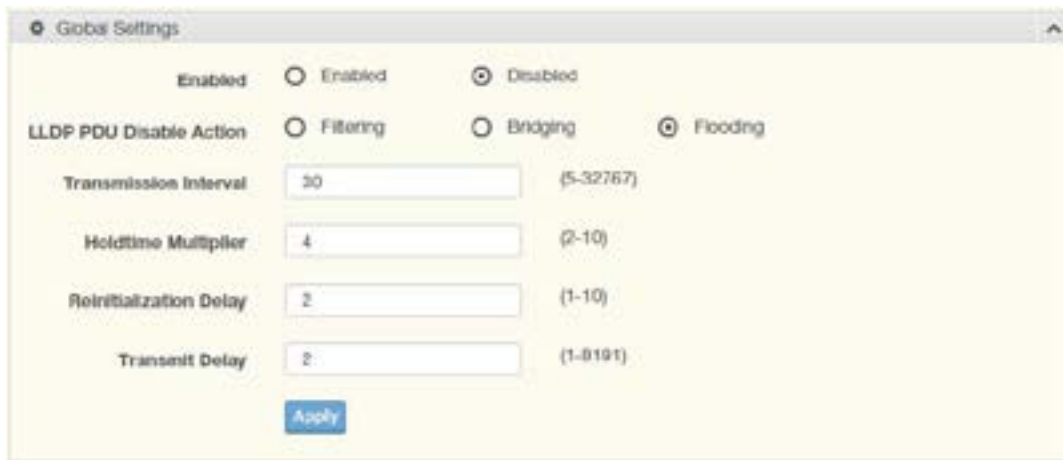 Global Settings
Enabled Enabled Disabled
LLDP PDU Disable Action Filtering Bridging Flooding
Transmission Interval 30 (5-32767)
Holdtime Multiplier 4 (2-10)
Reinitialization Delay 2 (1-10)
Transmit Delay 2 (1-8191)
Apply